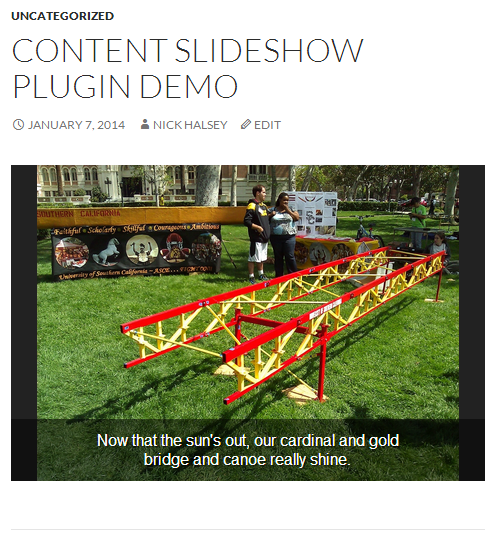 UNCATEGORIZED
CONTENT SLIDESHOW
PLUGIN DEMO
JANUARY 7, 2014 NICK HALSEY EDIT
SOUTHERN CALIFORNIA
Faithful Scholarly Skillful Courageous Ambitious
University of Southern California - ASCE
Now that the sun's out, our cardinal and gold
bridge and canoe really shine.